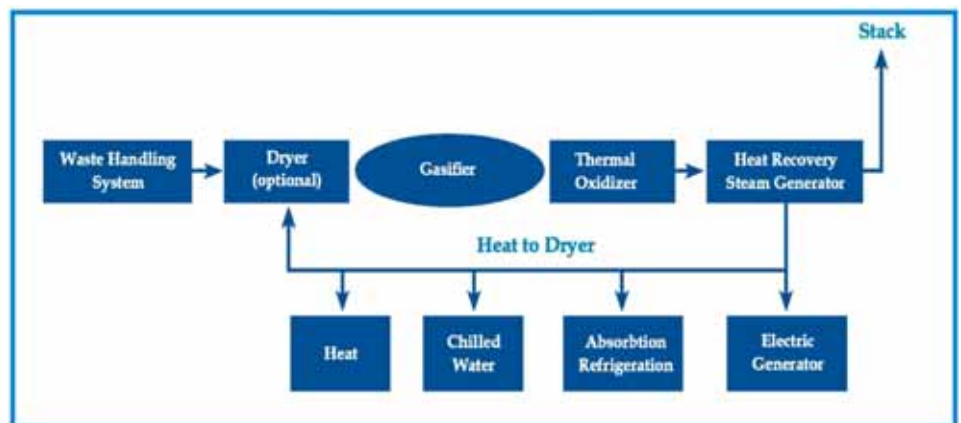 Stack
Waste Handling
System
Dryer
(optional)
Gasifier
Thermal
Oxidizer
Heat Recovery
Steam Generator
Heat to Dryer
Heat
Chilled
Water
Absorbtion
Refrigeration
Electric
Generator